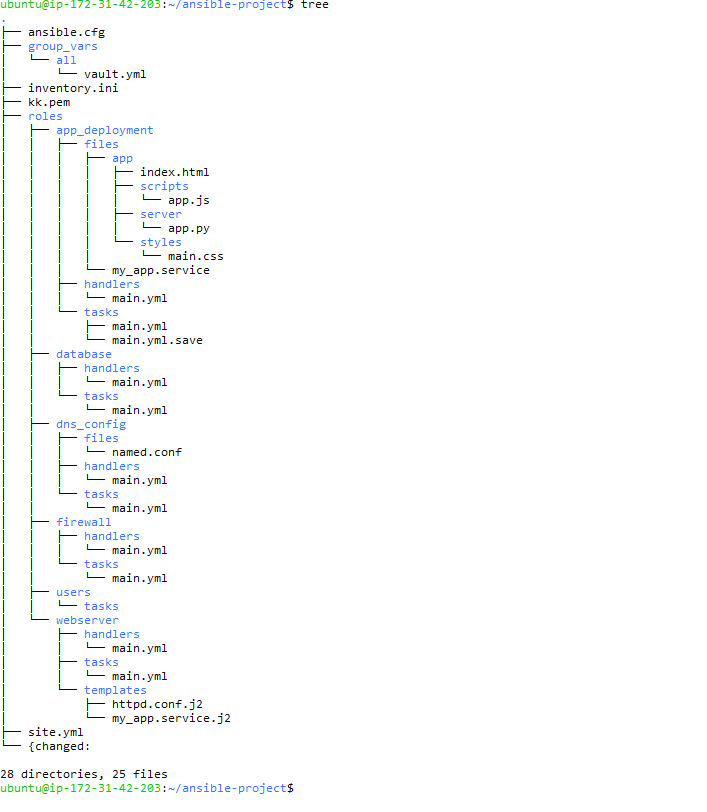 ubuntu@ip-172-31-42-203:~/ansible-project$ tree
.
├── ansible.cfg
├── group_vars
│   └── all
│       └── vault.yml
├── inventory.ini
├── kk.pem
├── roles
│   ├── app_deployment
│   │   ├── files
│   │   │   ├── app
│   │   │   │   ├── index.html
│   │   │   │   ├── scripts
│   │   │   │   │   └── app.js
│   │   │   │   ├── server
│   │   │   │   │   └── app.py
│   │   │   │   └── styles
│   │   │   │       └── main.css
│   │   │   └── my_app.service
│   │   ├── handlers
│   │   │   └── main.yml
│   │   └── tasks
│   │       ├── main.yml
│   │       └── main.yml.save
│   ├── database
│   │   ├── handlers
│   │   │   └── main.yml
│   │   └── tasks
│   │       └── main.yml
│   ├── dns_config
│   │   ├── files
│   │   │   └── named.conf
│   │   ├── handlers
│   │   │   └── main.yml
│   │   └── tasks
│   │       └── main.yml
│   ├── firewall
│   │   ├── handlers
│   │   │   └── main.yml
│   │   └── tasks
│   │       └── main.yml
│   ├── users
│   │   └── tasks
│   └── webserver
│       ├── handlers
│       │   └── main.yml
│       ├── tasks
│       │   └── main.yml
│       └── templates
│           ├── httpd.conf.j2
│           └── my_app.service.j2
├── site.yml
└── {changed:

28 directories, 25 files
ubuntu@ip-172-31-42-203:~/ansible-project$